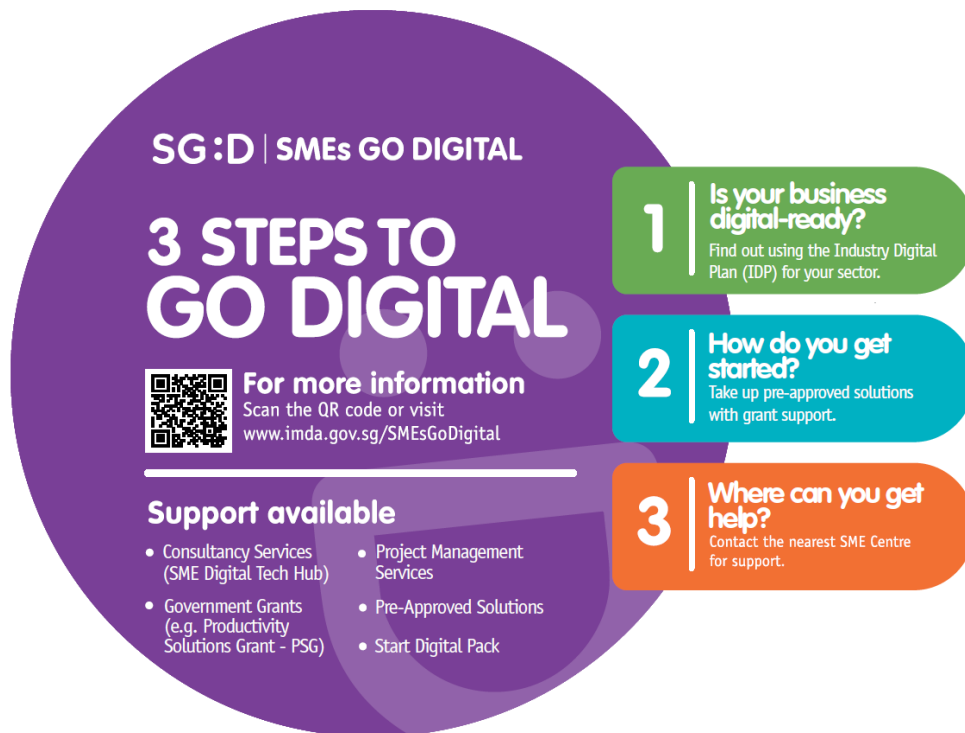 SG:D | SMEs GO DIGITAL
3 STEPS TO
GO DIGITAL
For more information
Scan the QR code or visit
www.imda.gov.sg/SMEsGoDigital
Support available
• Consultancy Services
(SME Digital Tech Hub)
• Government Grants
(e.g. Productivity
Solutions Grant - PSG)
• Project Management
Services
• Pre-Approved Solutions
• Start Digital Pack
1
Is your business
digital-ready?
Find out using the Industry Digital
Plan (IDP) for your sector.
2
How do you get
started?
Take up pre-approved solutions
with grant support.
3
Where can you get
help?
Contact the nearest SME Centre
for support.